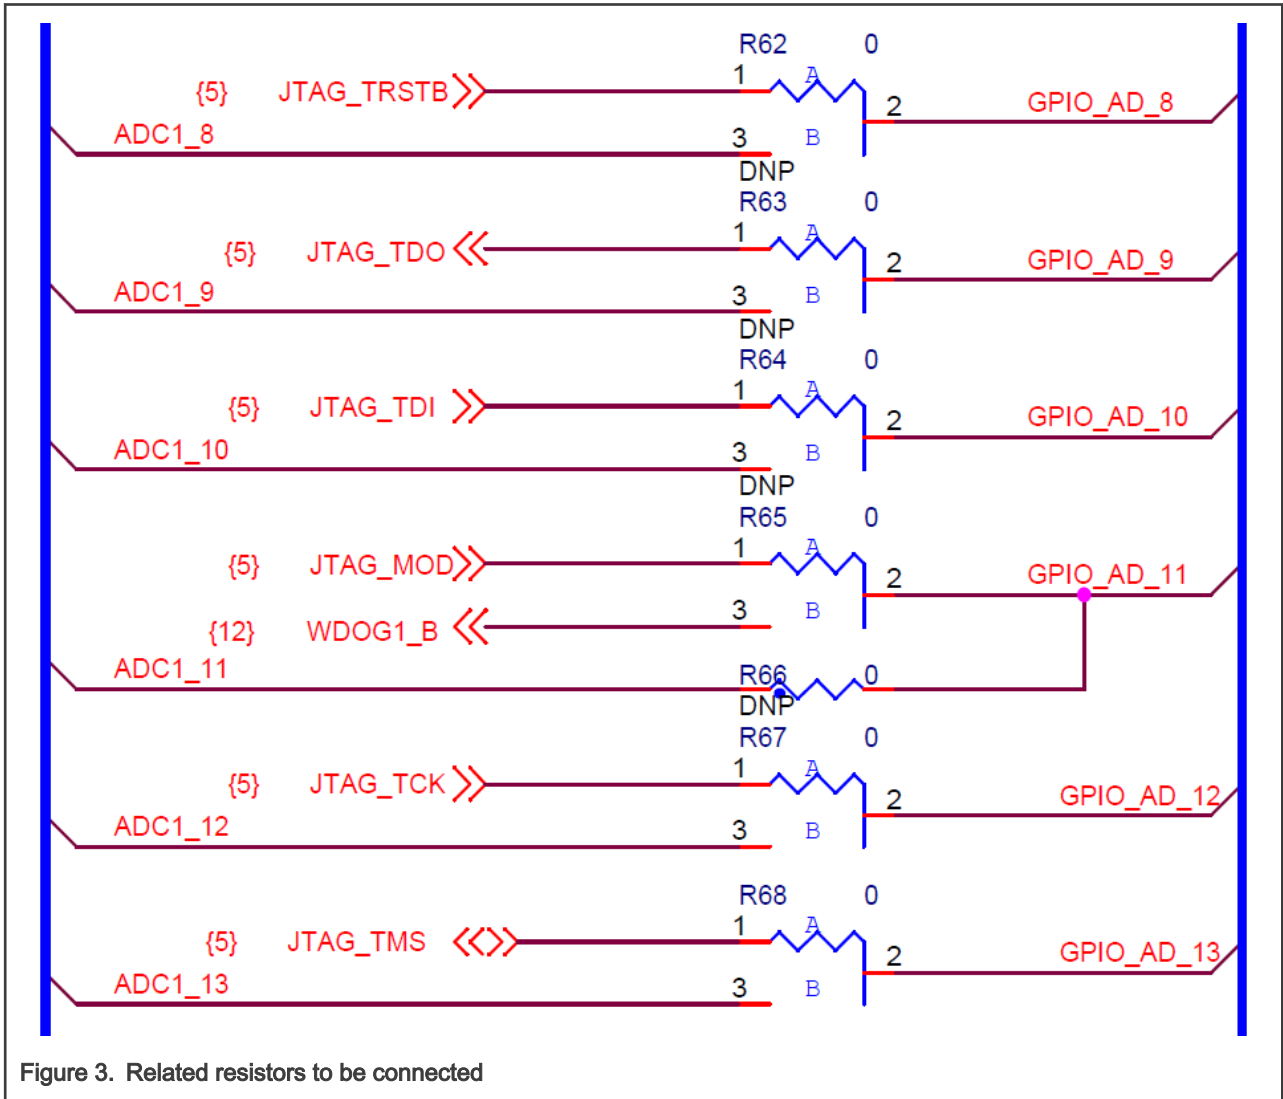 R62 0
{5} JTAG_TRSTB 1 A
2 GPIO_AD_8
ADC1_8 3 B
DNP
R63 0
{5} JTAG_TDO 1 A
2 GPIO_AD_9
ADC1_9 3 B
DNP
R64 0
{5} JTAG_TDI 1 A
2 GPIO_AD_10
ADC1_10 3 B
DNP
R65 0
{5} JTAG_MOD 1 A
2 GPIO_AD_11
{12} WDOG1_B 3 B
ADC1_11 R66 0
DNP
R67 0
{5} JTAG_TCK 1 A
2 GPIO_AD_12
ADC1_12 3 B
R68 0
{5} JTAG_TMS 1 A
2 GPIO_AD_13
ADC1_13 3 B
Figure 3. Related resistors to be connected